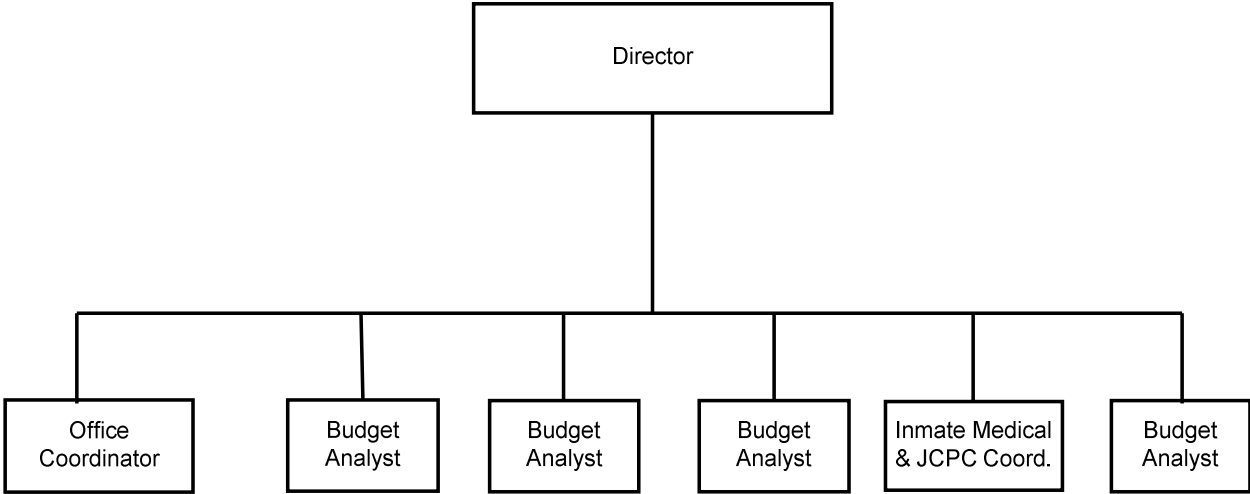 Director
Office
Coordinator
Budget
Analyst
Budget
Analyst
Budget
Analyst
Inmate Medical
& JCPC Coord.
Budget
Analyst